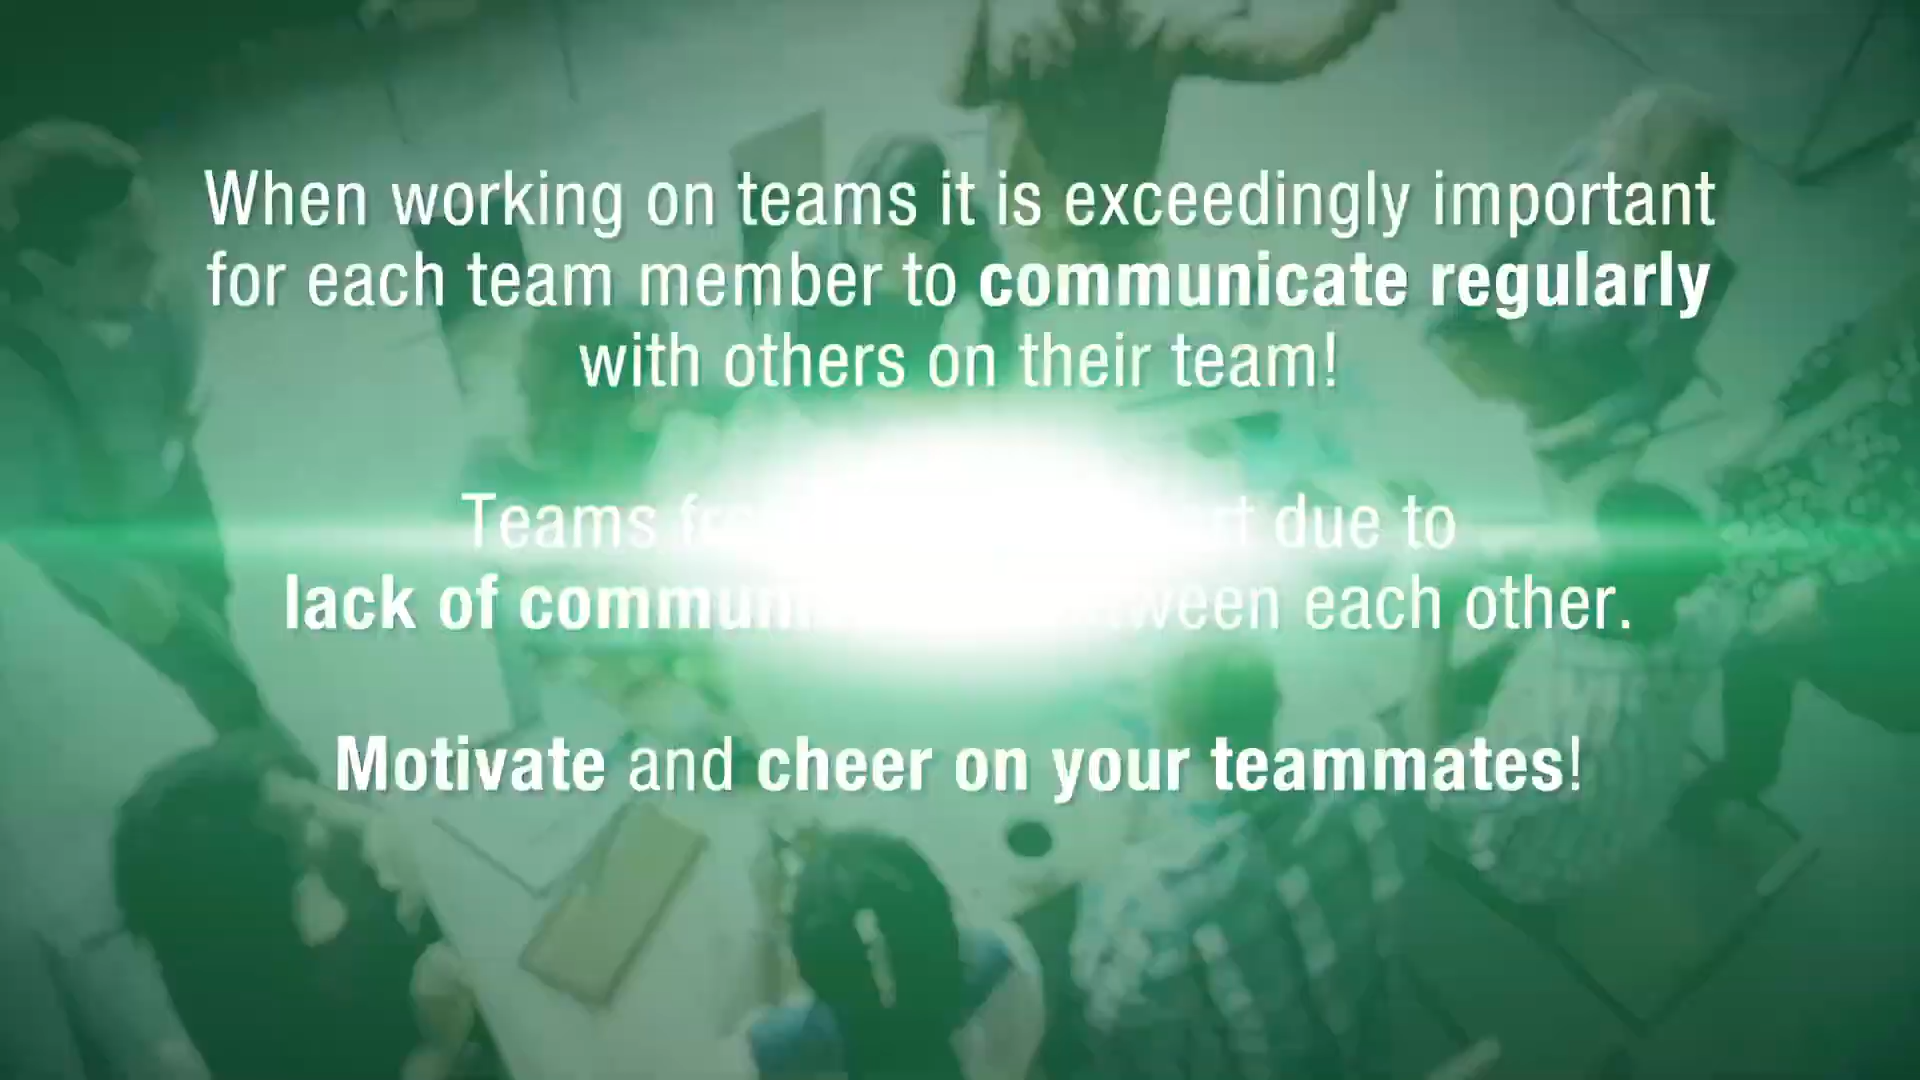 When working on teams it is exceedingly important
for each team member to communicate regularly
with others on their team!
Teams due to
lack of between each other.
Motivate and cheer on your teammates!